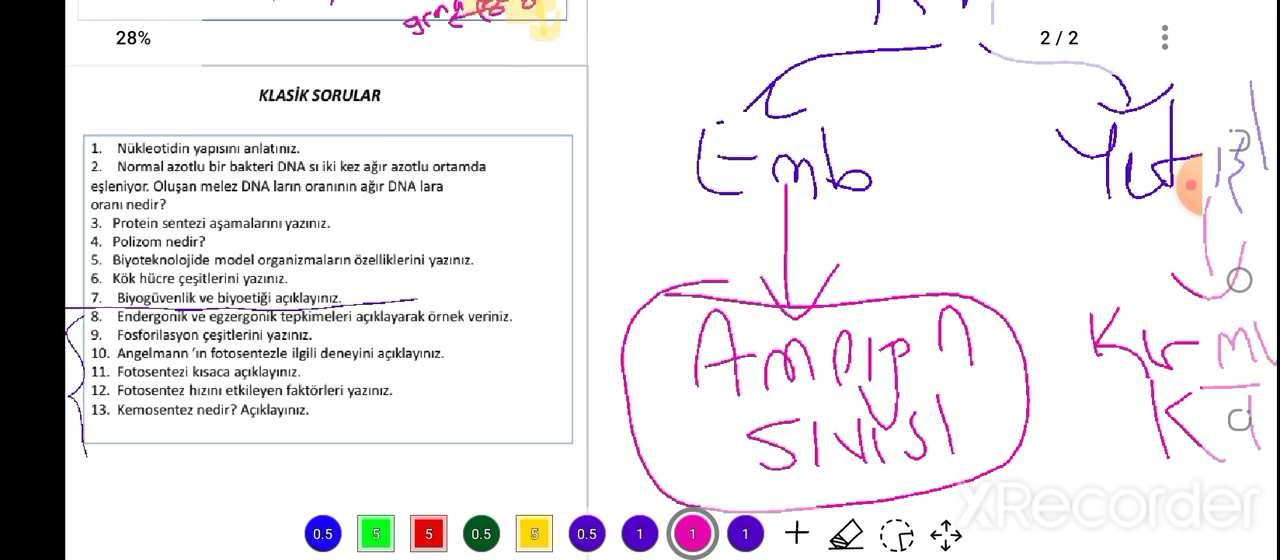 28%
2 / 2
KLASİK SORULAR
1. Nükleotidin yapısını anlatınız.
2. Normal azotlu bir bakteri DNA sı iki kez ağır azotlu ortamda
eşleniyor. Oluşan melez DNA ların oranının ağır DNA lara
oranı nedir?
3. Protein sentezi aşamalarını yazınız.
4. Polizom nedir?
5. Biyoteknolojide model organizmaların özelliklerini yazınız.
6. Kök hücre çeşitlerini yazınız.
7. Biyogüvenlik ve biyoetiği açıklayınız.
8. Endergonik ve egzergonik tepkimeleri açıklayarak örnek veriniz.
9. Fosforilasyon çeşitlerini yazınız.
10. Angelmann 'ın fotosentezle ilgili deneyini açıklayınız.
11. Fotosentezi kısaca açıklayınız.
12. Fotosentez hızını etkileyen faktörleri yazınız.
13. Kemosentez nedir? Açıklayınız.
Emb
SIVISI
XRecorder
0.5 5 5 0.5 5 0.5 1 1 1